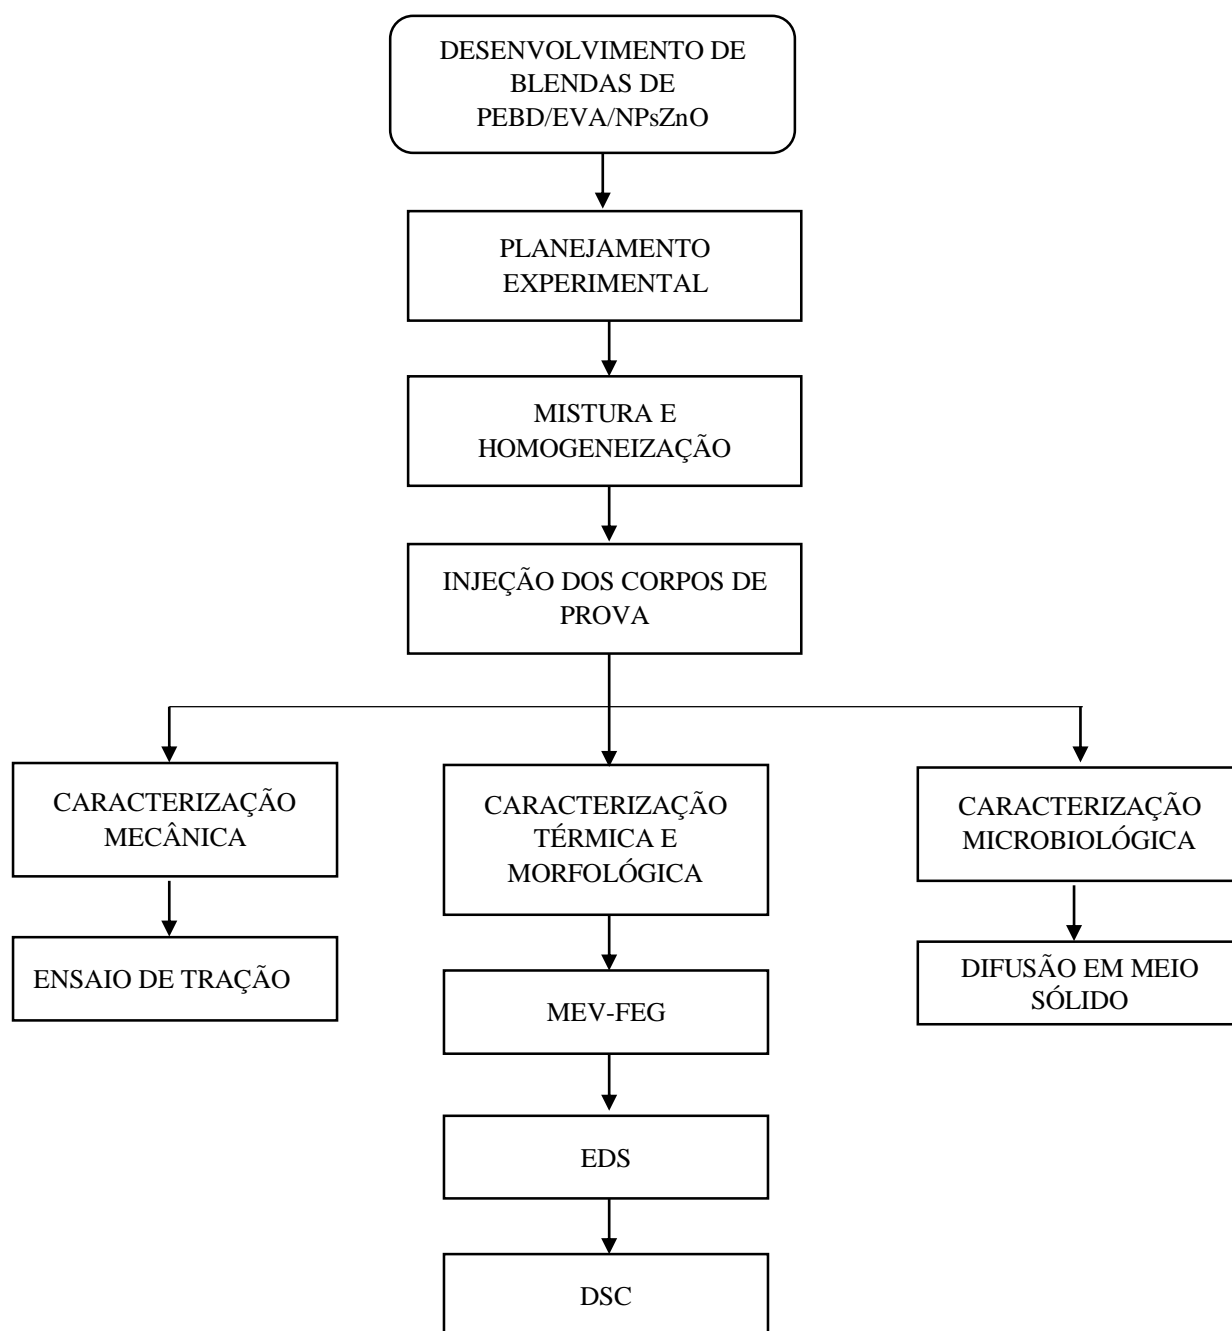 DESENVOLVIMENTO DE
BLENDAS DE
PEBD/EVA/NPsZnO
PLANEJAMENTO
EXPERIMENTAL
MISTURA E
HOMOGENEIZAÇÃO
INJEÇÃO DOS CORPOS DE
PROVA
CARACTERIZAÇÃO
MECÂNICA
ENSAIO DE TRAÇÃO
CARACTERIZAÇÃO
TÉRMICA E
MORFOLÓGICA
MEV-FEG
EDS
DSC
CARACTERIZAÇÃO
MICROBIOLÓGICA
DIFUSÃO EM MEIO
SÓLIDO